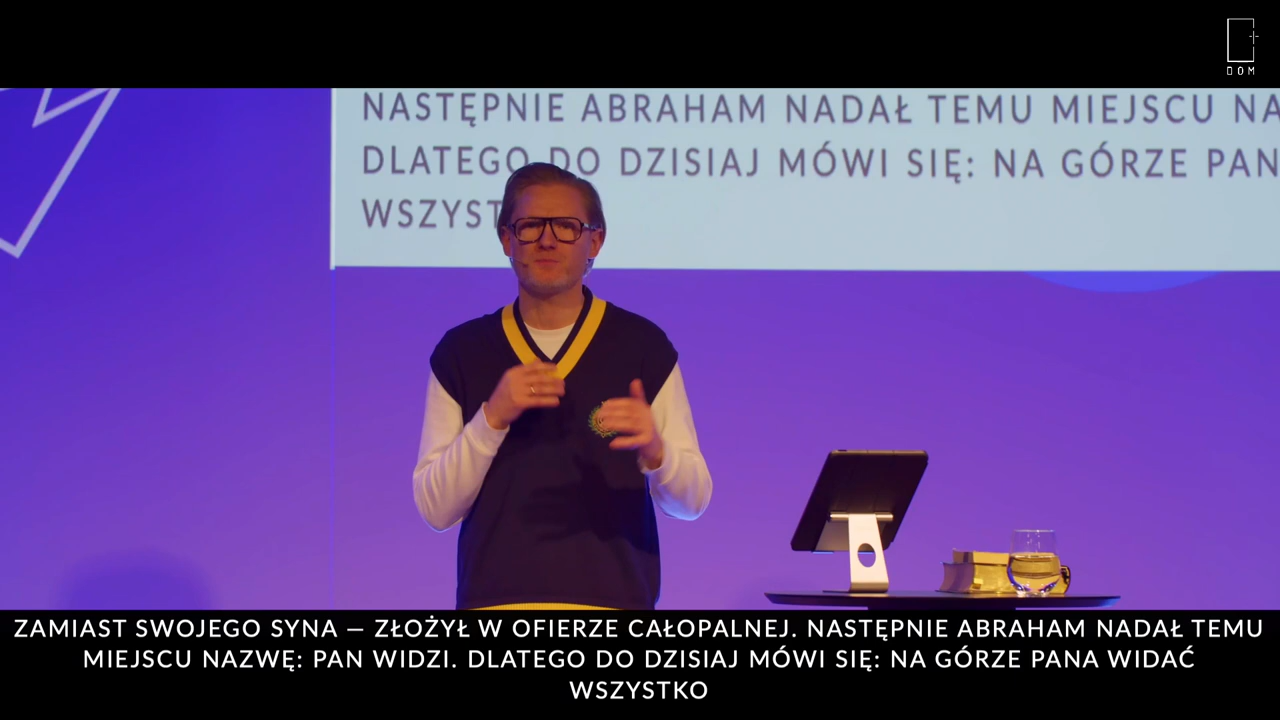 DOM
NASTĘPNIE ABRAHAM NADAŁ TEMU MIEJSCU NA
DLATEGO DO DZISIAJ MÓWI SIĘ: NA GÓRZE PAN
WSZYST
ZAMIAST SWOJEGO SYNA — ZŁOŻYŁ W OFIERZE CAŁOPALNEJ. NASTĘPNIE ABRAHAM NADAŁ TEMU
MIEJSCU NAZWĘ: PAN WIDZI. DLATEGO DO DZISIAJ MÓWI SIĘ: NA GÓRZE PANA WIDAĆ
WSZYSTKO